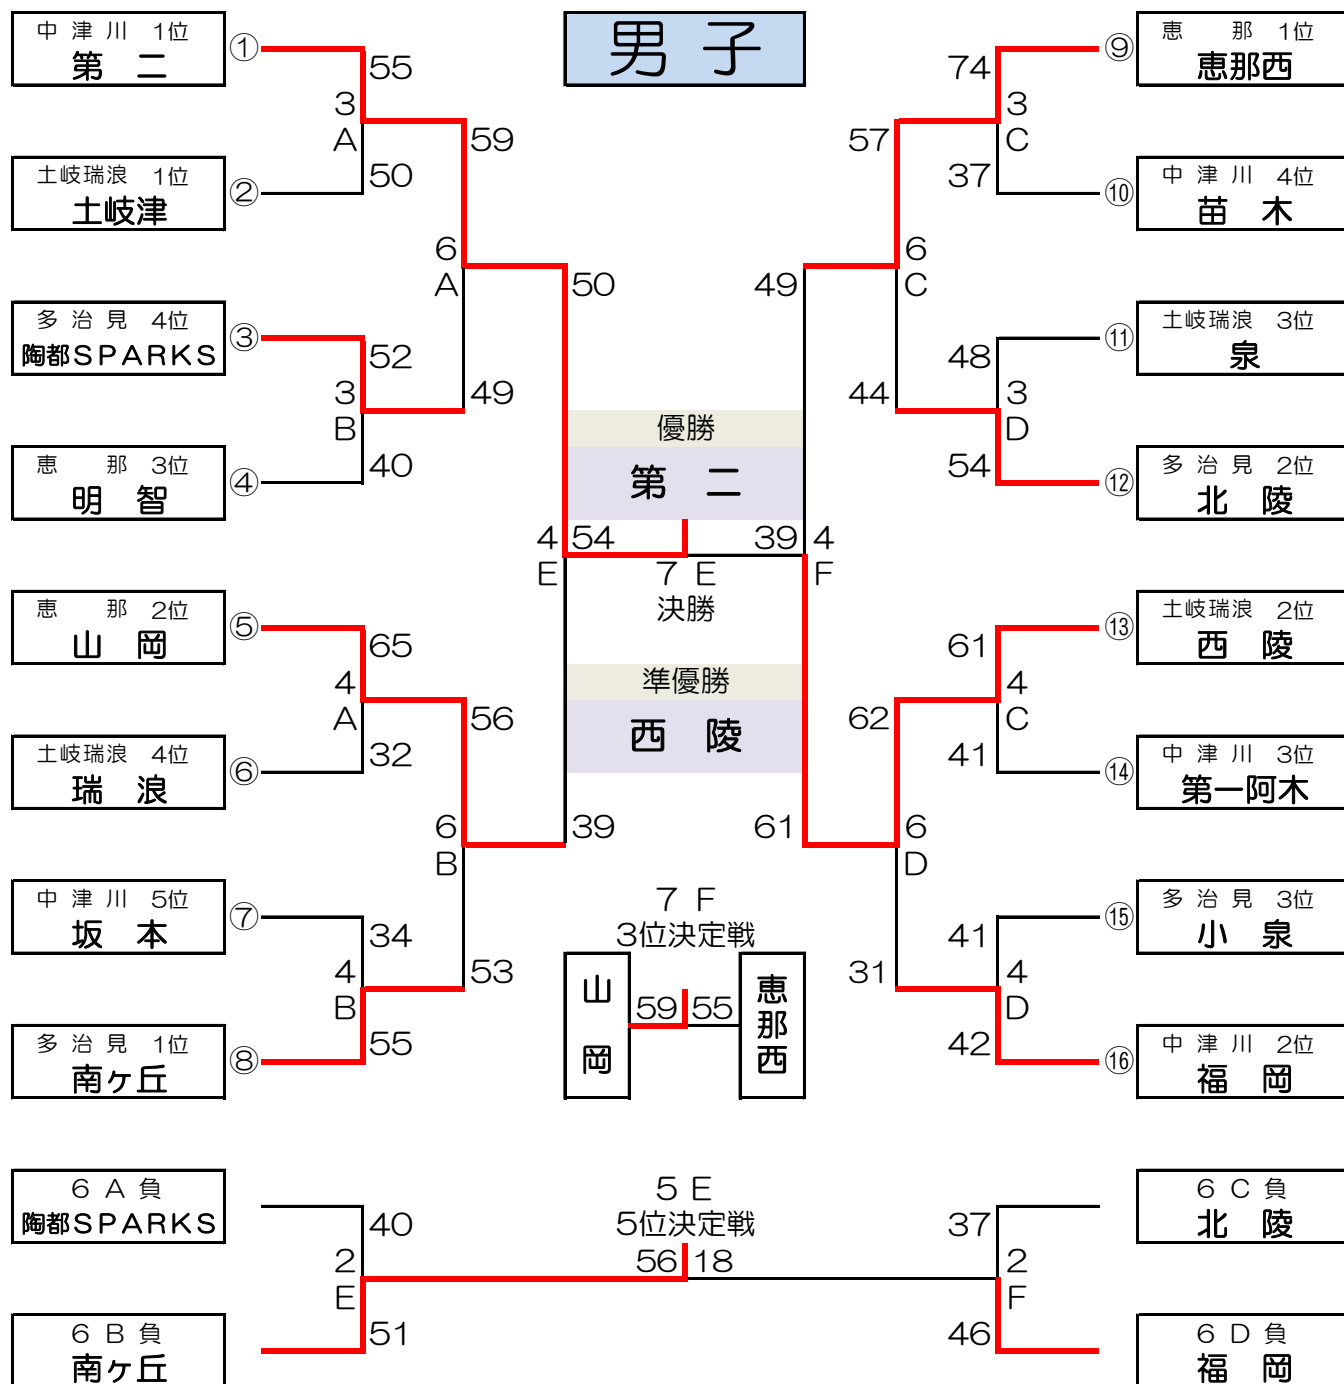 男子
中津川 1位
第二
①
55
3
A
50
土岐瑞浪 1位
土岐津
②
59
6
A
49
多治見 4位
陶都SPARKS
③
52
3
B
40
恵那 3位
明智
④
50
4
E
39
恵那 2位
山岡
⑤
65
4
A
32
土岐瑞浪 4位
瑞浪
⑥
56
6
B
53
中津川 5位
坂本
⑦
34
4
B
55
多治見 1位
南ヶ丘
⑧
優勝
第二
54
39
7 E
決勝
準優勝
西陵
7 F
3位決定戦
山岡
59
55
恵那西
恵那 1位
恵那西
⑨
74
3
C
37
中津川 4位
苗木
⑩
57
6
C
44
土岐瑞浪 3位
泉
⑪
48
3
D
54
多治見 2位
北陵
⑫
49
4
F
61
土岐瑞浪 2位
西陵
⑬
61
4
C
41
中津川 3位
第一阿木
⑭
62
6
D
31
多治見 3位
小泉
⑮
41
4
D
42
中津川 2位
福岡
⑯
6 A 負
陶都SPARKS
40
2
E
51
6 B 負
南ヶ丘
5 E
5位決定戦
56
18
6 C 負
北陵
37
2
F
46
6 D 負
福岡